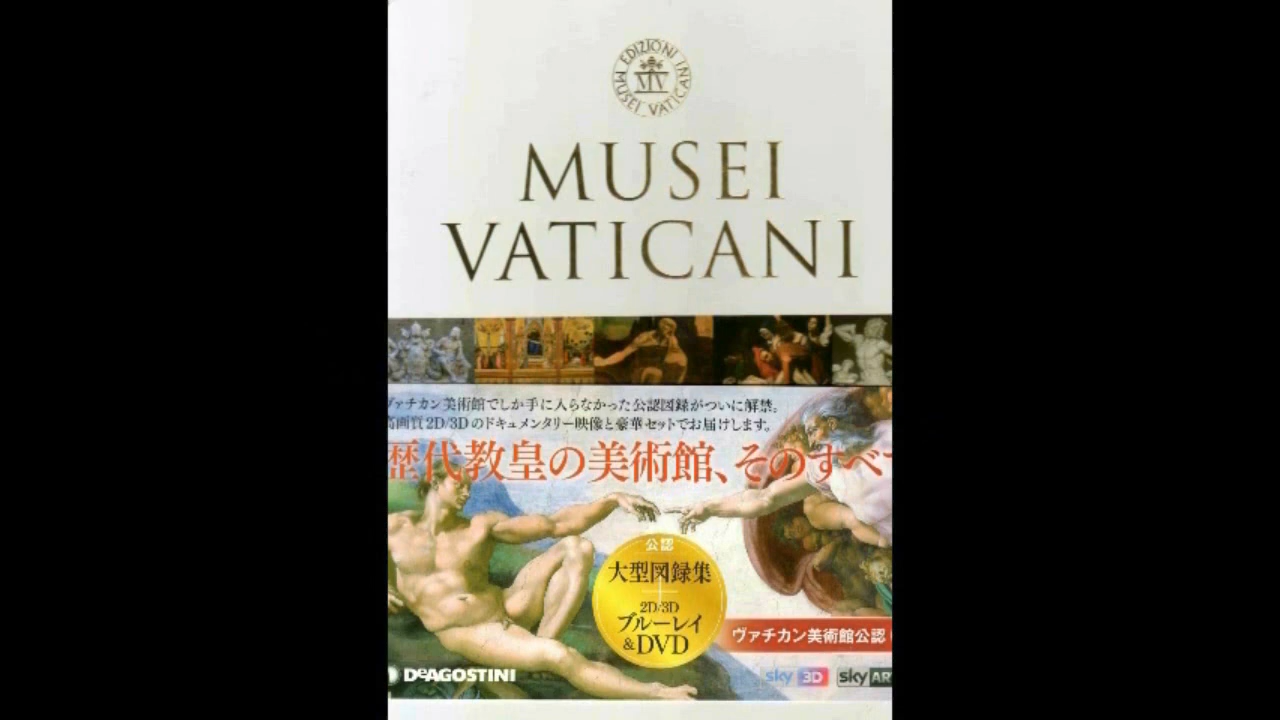 EDIZIONI MUSEI VATICANI
MV
MUSEI
VATICANI
ヴァチカン美術館でしか手に入らなかった公認図録がついに解禁。
高画質2D/3Dのドキュメンタリー映像と豪華セットでお届けします。
歴代教皇の美術館、そのすべて
公認
大型図録集
+
2D/3D
ブルーレイ
&DVD
ヴァチカン美術館公認
DeAGOSTINI
sky 3D
sky AR